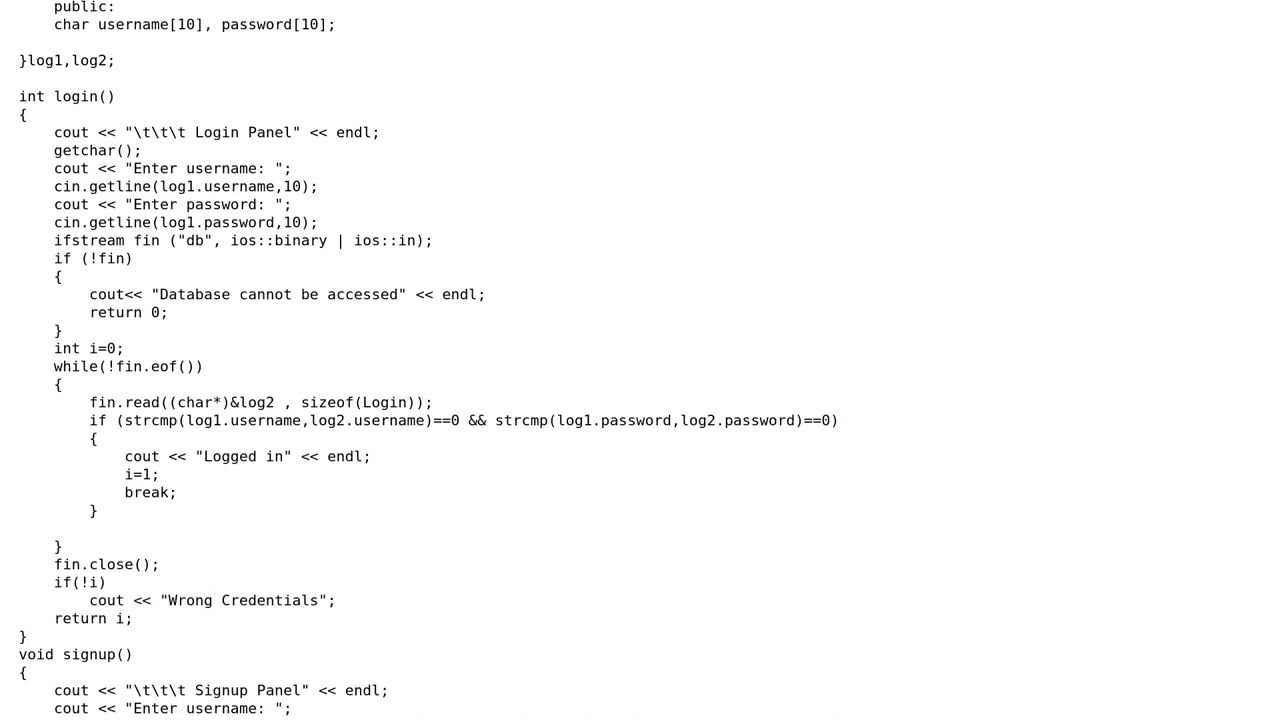 public:
char username[10], password[10];
}log1,log2;
int login()
{
cout << "\t\t\t Login Panel" << endl;
getchar();
cout << "Enter username: ";
cin.getline(log1.username,10);
cout << "Enter password: ";
cin.getline(log1.password,10);
ifstream fin ("db", ios::binary | ios::in);
if (!fin)
{
cout<< "Database cannot be accessed" << endl;
return 0;
}
int i=0;
while(!fin.eof())
{
fin.read((char*)&log2 , sizeof(Login));
if (strcmp(log1.username,log2.username)==0 && strcmp(log1.password,log2.password)==0)
{
cout << "Logged in" << endl;
i=1;
break;
}
}
fin.close();
if(!i)
cout << "Wrong Credentials";
return i;
}
void signup()
{
cout << "\t\t\t Signup Panel" << endl;
cout << "Enter username: ";